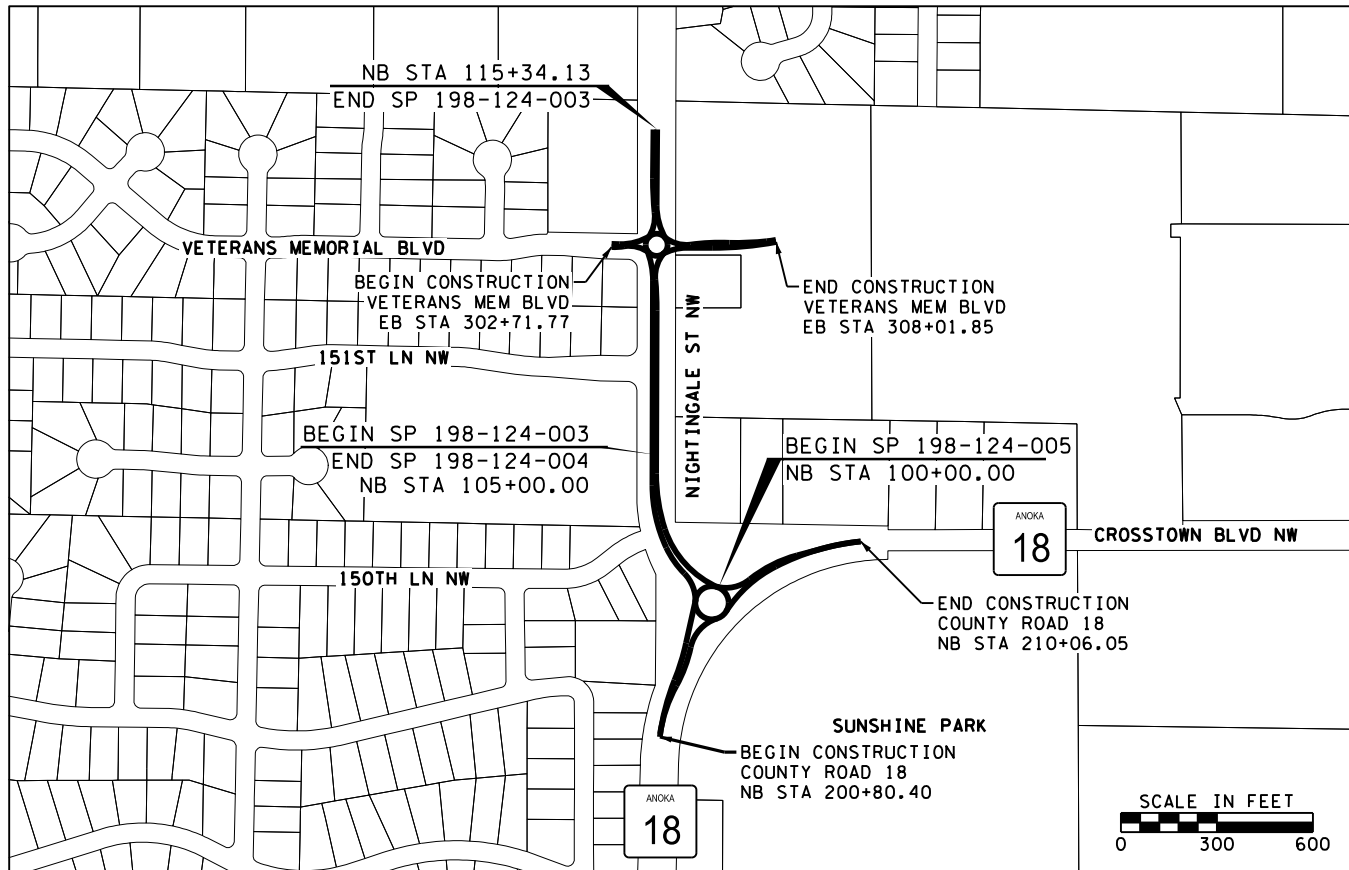 NB STA 115+34.13
END SP 198-124-003
VETERANS MEMORIAL BLVD
BEGIN CONSTRUCTION
VETERANS MEM BLVD
EB STA 302+71.77
END CONSTRUCTION
VETERANS MEM BLVD
EB STA 308+01.85
151ST LN NW
NIGHTINGALE ST NW
BEGIN SP 198-124-003
END SP 198-124-004
NB STA 105+00.00
BEGIN SP 198-124-005
NB STA 100+00.00
ANOKA
18
CROSSTOWN BLVD NW
150TH LN NW
END CONSTRUCTION
COUNTY ROAD 18
NB STA 210+06.05
SUNSHINE PARK
BEGIN CONSTRUCTION
COUNTY ROAD 18
NB STA 200+80.40
ANOKA
18
SCALE IN FEET
0 300 600